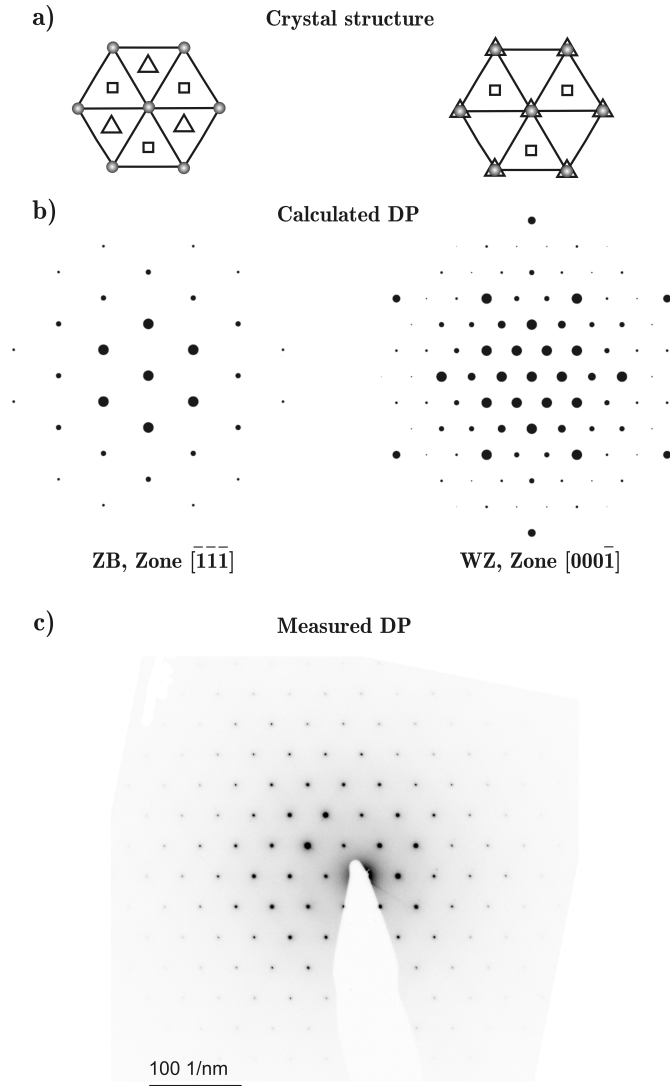 a)
Crystal structure
b)
Calculated DP
ZB, Zone [1̅1̅1̅]
WZ, Zone [0001̅]
c)
Measured DP
100 1/nm